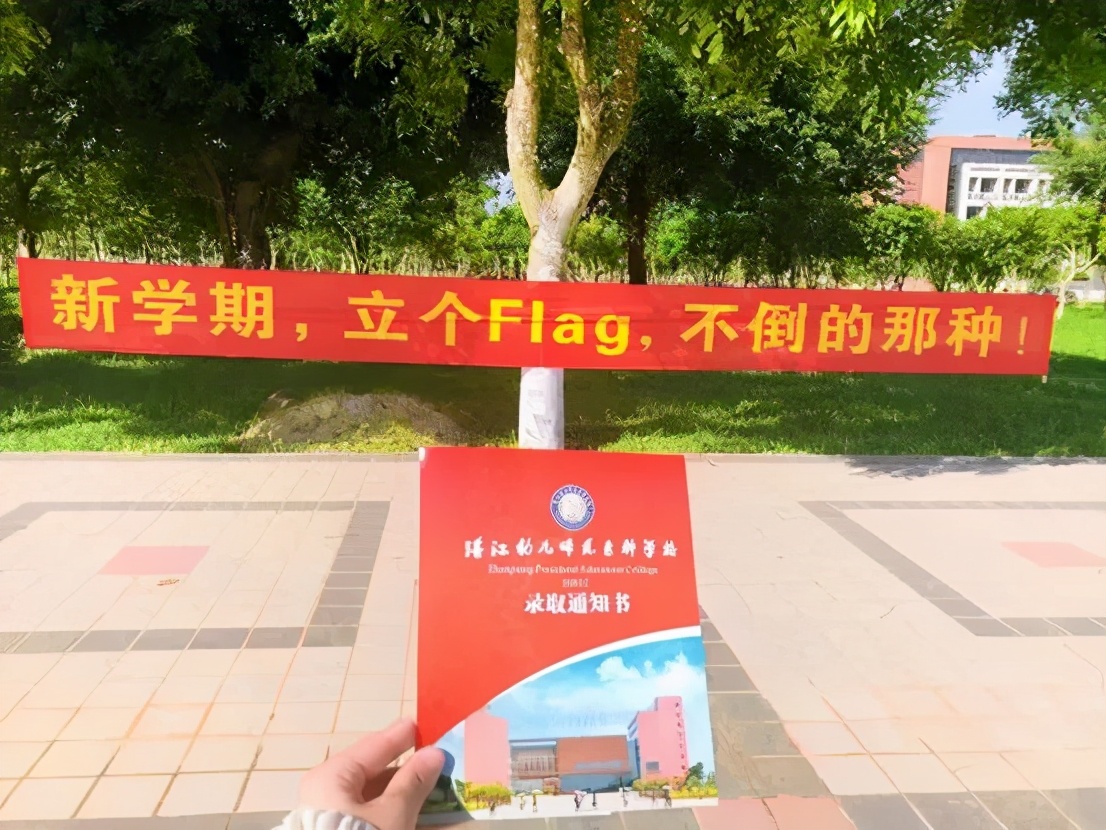 新学期，立个Flag，不倒的那种！
湛江幼儿师范专科学校
录取通知书